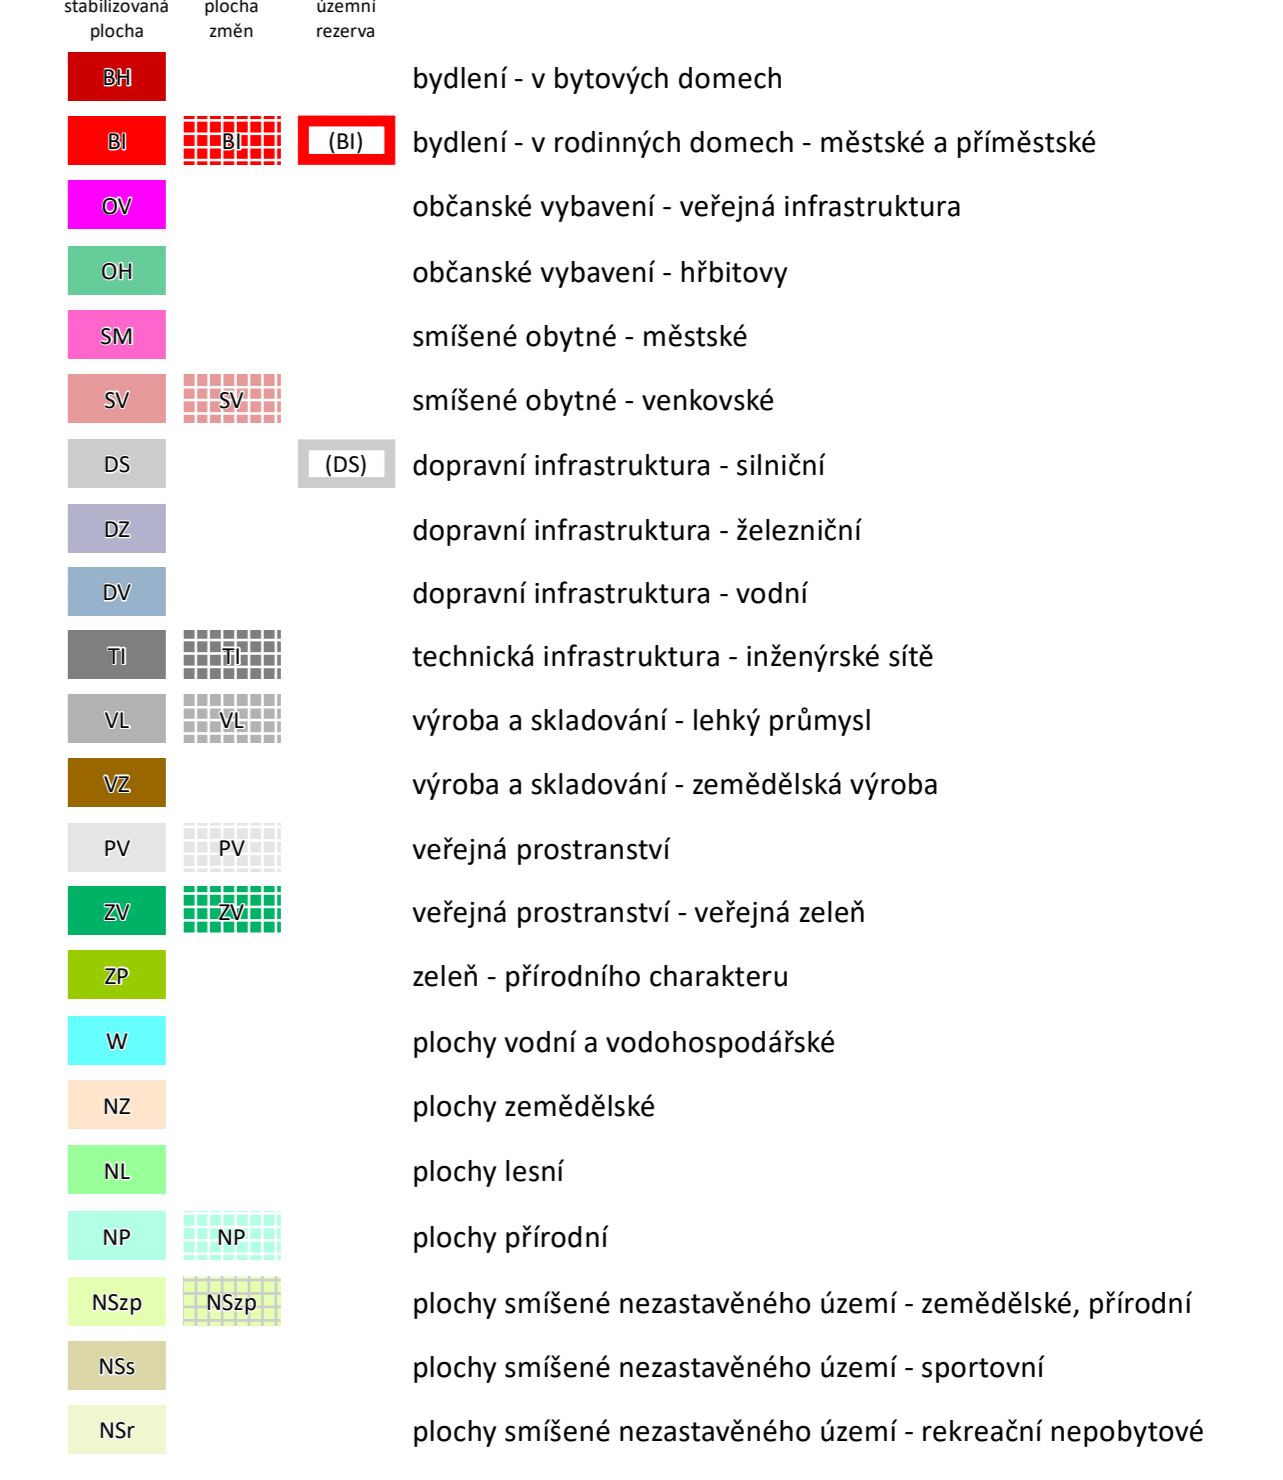 stabilizovaná plocha územní
plocha změn rezerva
BH bydlení - v bytových domech
BI BI (BI) bydlení - v rodinných domech - městské a příměstské
OV občanské vybavení - veřejná infrastruktura
OH občanské vybavení - hřbitovy
SM smíšené obytné - městské
SV SV smíšené obytné - venkovské
DS (DS) dopravní infrastruktura - silniční
DZ dopravní infrastruktura - železniční
DV dopravní infrastruktura - vodní
TI TI technická infrastruktura - inženýrské sítě
VL VL výroba a skladování - lehký průmysl
VZ výroba a skladování - zemědělská výroba
PV PV veřejná prostranství
ZV ZV veřejná prostranství - veřejná zeleň
ZP zeleň - přírodního charakteru
W plochy vodní a vodohospodářské
NZ plochy zemědělské
NL plochy lesní
NP NP plochy přírodní
NSzp NSzp plochy smíšené nezastavěného území - zemědělské, přírodní
NSs plochy smíšené nezastavěného území - sportovní
NSr plochy smíšené nezastavěného území - rekreační nepobytové